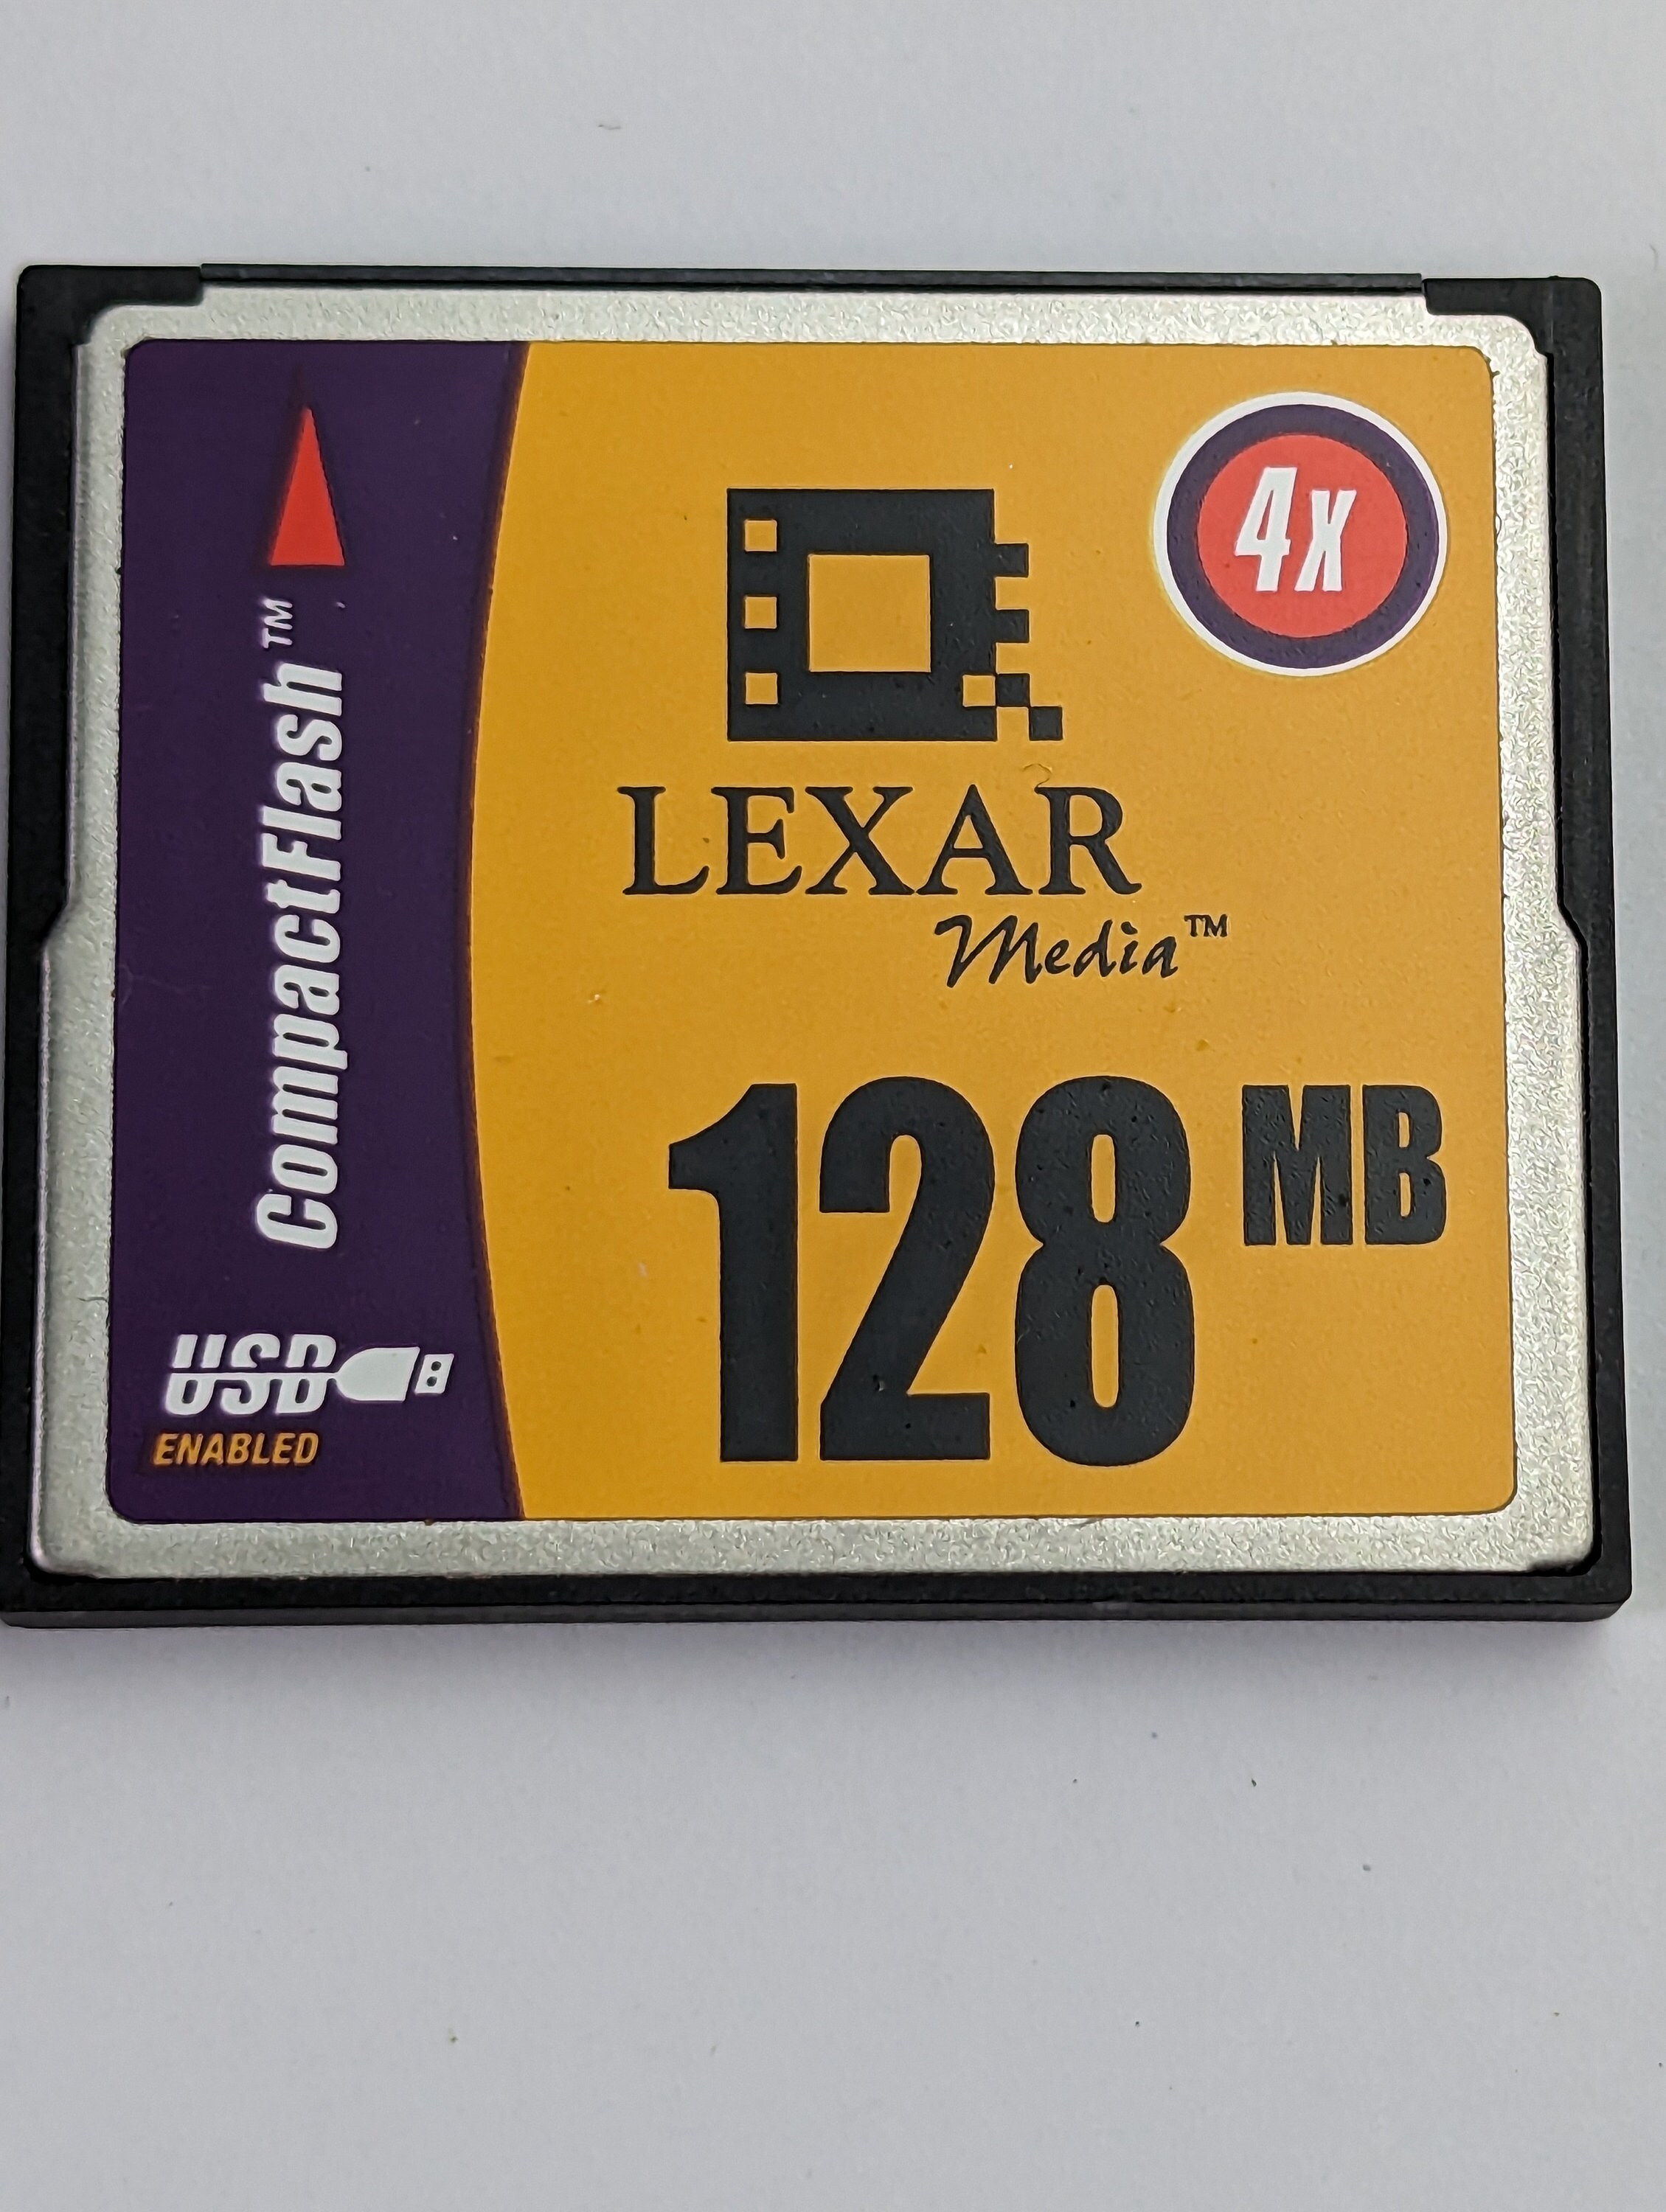 4x
LEXAR
Media™
128 MB
CompactFlash™
USB
ENABLED